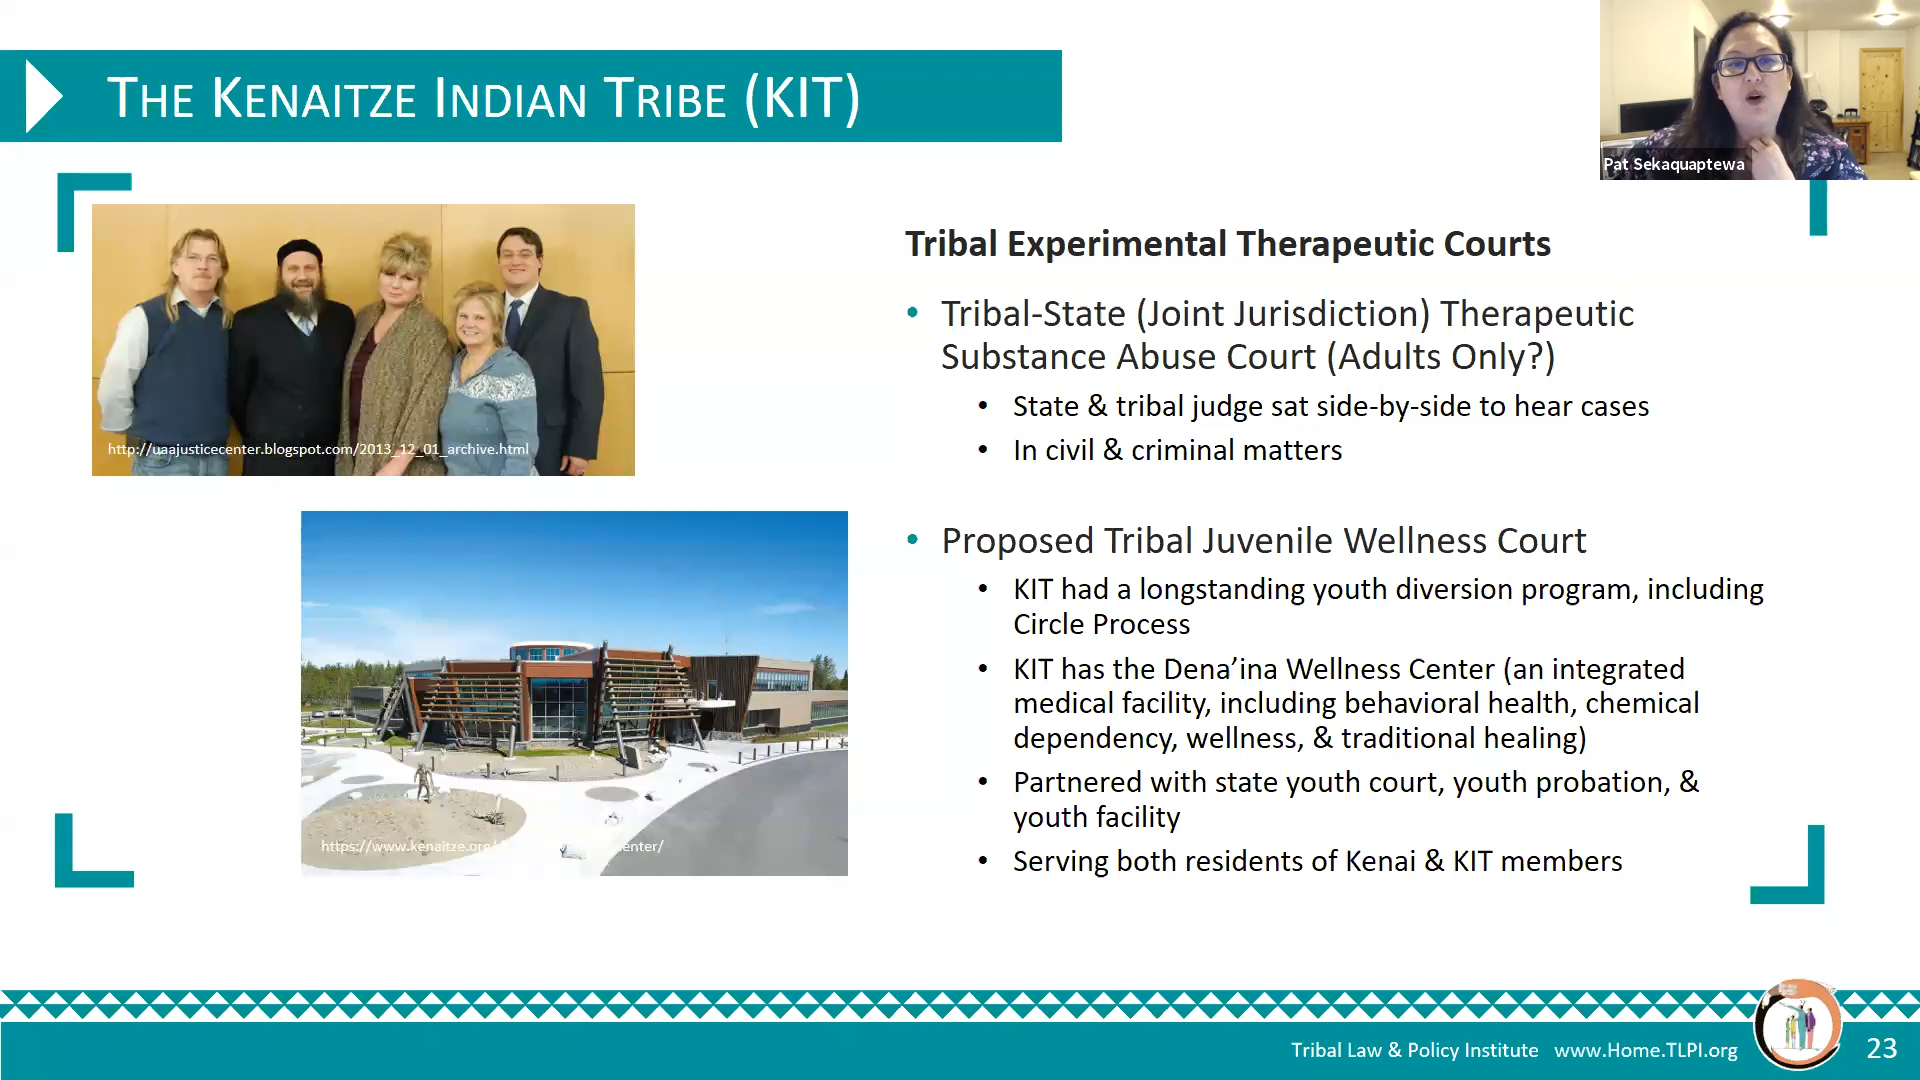 THE KENAITZE INDIAN TRIBE (KIT)
Pat Sekaquaptewa
http://uaajusticecenter.blogspot.com/2013_12_01_archive.html
https://www.kenaitze.org/
enter/
Tribal Experimental Therapeutic Courts
• Tribal-State (Joint Jurisdiction) Therapeutic
Substance Abuse Court (Adults Only?)
• State & tribal judge sat side-by-side to hear cases
• In civil & criminal matters
• Proposed Tribal Juvenile Wellness Court
• KIT had a longstanding youth diversion program, including
Circle Process
• KIT has the Dena’ina Wellness Center (an integrated
medical facility, including behavioral health, chemical
dependency, wellness, & traditional healing)
• Partnered with state youth court, youth probation, &
youth facility
• Serving both residents of Kenai & KIT members
Tribal Law & Policy Institute www.Home.TLPI.org
23